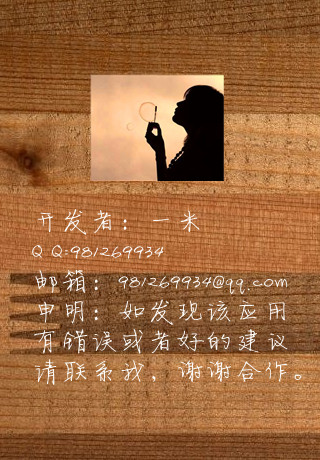 开发者：一米
Q Q:981269934
邮箱：981269934@qq.com
申明：如发现该应用
有错误或者好的建议
请联系我，谢谢合作。